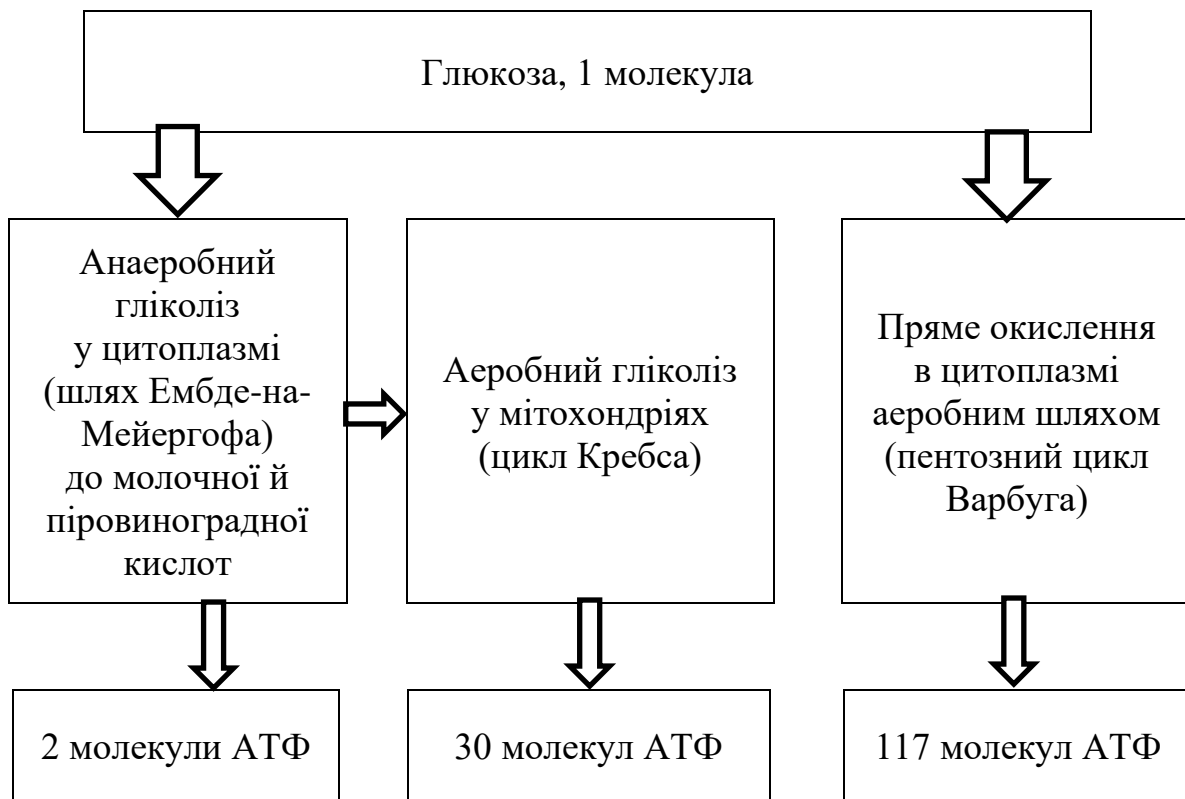 Глюкоза, 1 молекула
Анаеробний
гліколіз
у цитоплазмі
(шлях Ембде-на-
Мейергофа)
до молочної й
піровиноградної
кислот
Аеробний гліколіз
у мітохондріях
(цикл Кребса)
Пряме окислення
в цитоплазмі
аеробним шляхом
(пентозний цикл
Варбуга)
2 молекули АТФ
30 молекул АТФ
117 молекул АТФ